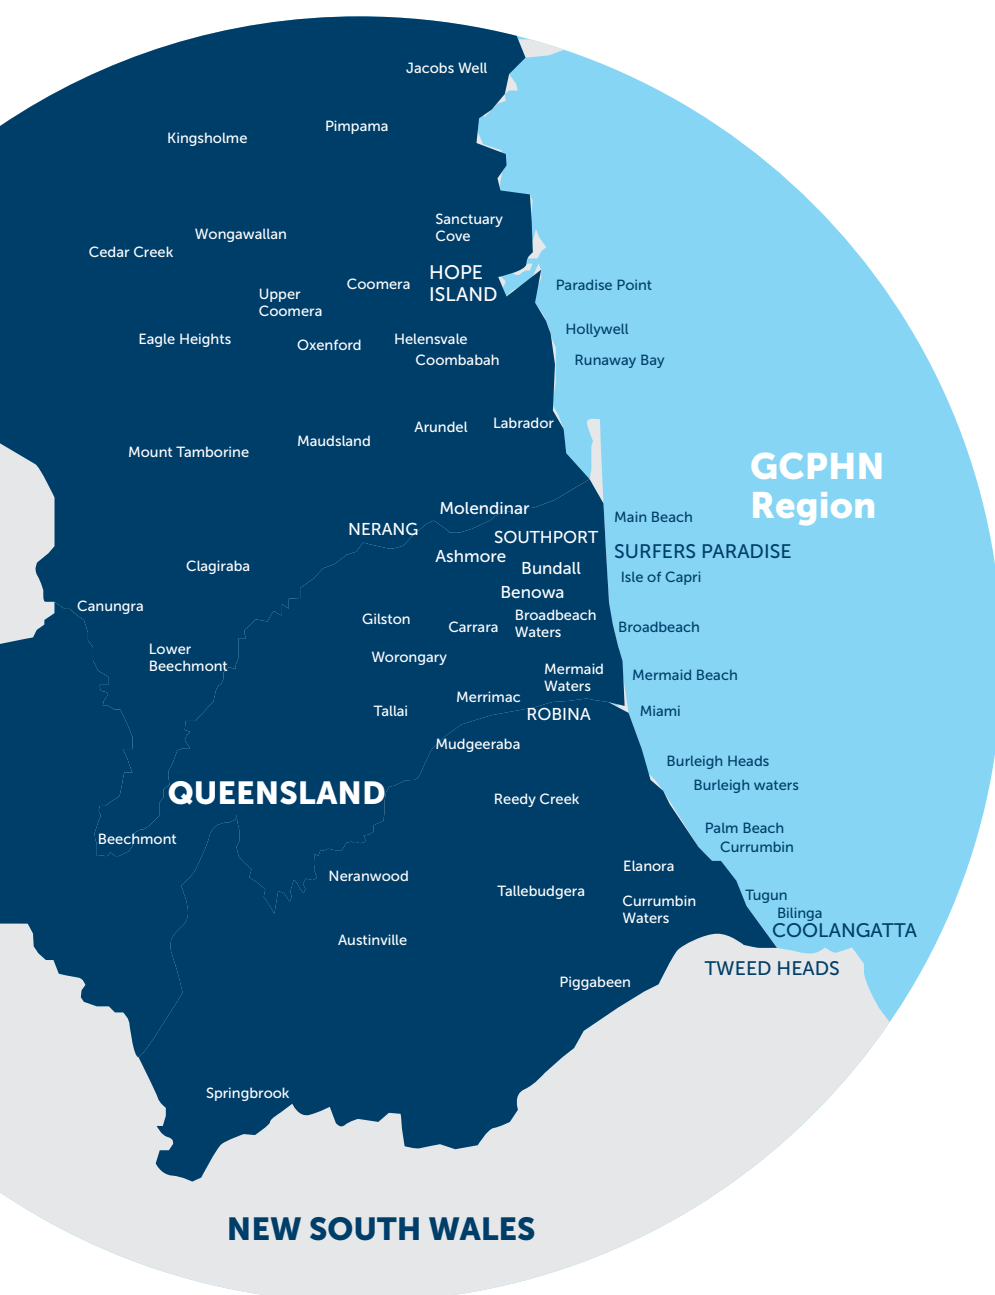 Jacobs Well
Pimpama
Kingsholme
Sanctuary
Cove
Wongawallan
Cedar Creek
HOPE
ISLAND
Coomera
Paradise Point
Upper
Coomera
Hollywell
Eagle Heights
Oxenford
Helensvale
Coombabah
Runaway Bay
Labrador
Arundel
Maudsland
Mount Tamborine
GCPHN
Region
Molendinar
Main Beach
NERANG
SOUTHPORT
SURFERS PARADISE
Ashmore
Bundall
Clagiraba
Isle of Capri
Benowa
Canungra
Gilston
Carrara
Broadbeach
Waters
Broadbeach
Lower
Beechmont
Worongary
Mermaid
Waters
Mermaid Beach
Merrimac
Tallai
ROBINA
Miami
Mudgeeraba
Burleigh Heads
Burleigh waters
QUEENSLAND
Reedy Creek
Palm Beach
Beechmont
Currumbin
Elanora
Neranwood
Tallebudgera
Tugun
Currumbin
Waters
Bilinga
COOLANGATTA
Austinville
TWEED HEADS
Piggabeen
Springbrook
NEW SOUTH WALES